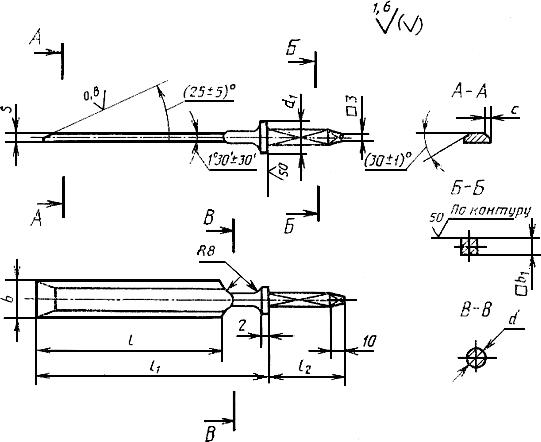 1,6
(√)
А
Б
S
0,8
(25±5)°
d1
□3
А-А
c
1°30'±30'
50
(30±1)°
А
Б
Б-Б
50 По контуру
В
R8
□b1
b
2
10
В-В
l
d
l1
l2
В